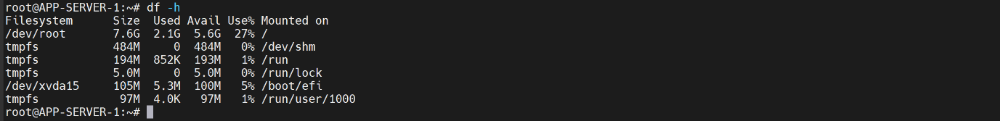 root@APP-SERVER-1:~# df -h
Filesystem      Size  Used Avail Use% Mounted on
/dev/root       7.6G  2.1G  5.6G  27% /
tmpfs           484M     0  484M   0% /dev/shm
tmpfs           194M  852K  193M   1% /run
tmpfs           5.0M     0  5.0M   0% /run/lock
/dev/xvda15     105M  5.3M  100M   5% /boot/efi
tmpfs            97M  4.0K   97M   1% /run/user/1000
root@APP-SERVER-1:~#